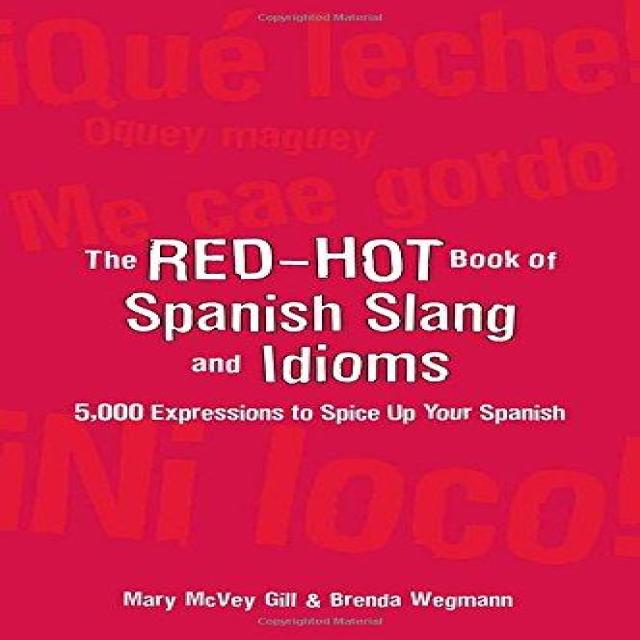 Copyrighted Material
¡Qué leche!
Oquey maguey
Me cae gordo
The RED-HOT Book of
Spanish Slang
and Idioms
5,000 Expressions to Spice Up Your Spanish
¡Ni loco!
Mary McVey Gill & Brenda Wegmann
Copyrighted Material